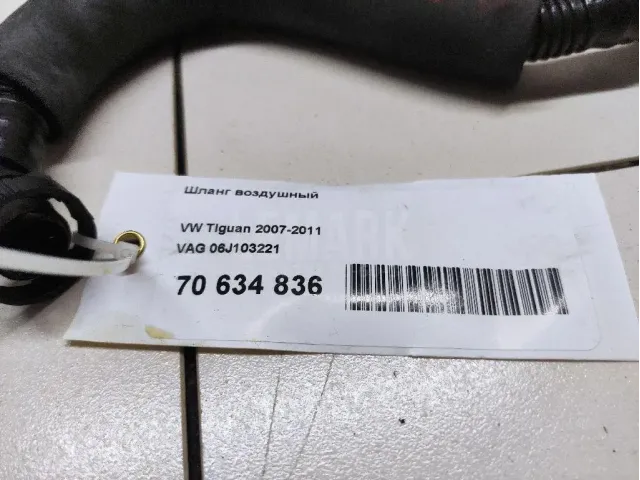 Шланг воздушный
VW Tiguan 2007-2011
VAG 06J103221
70 634 836